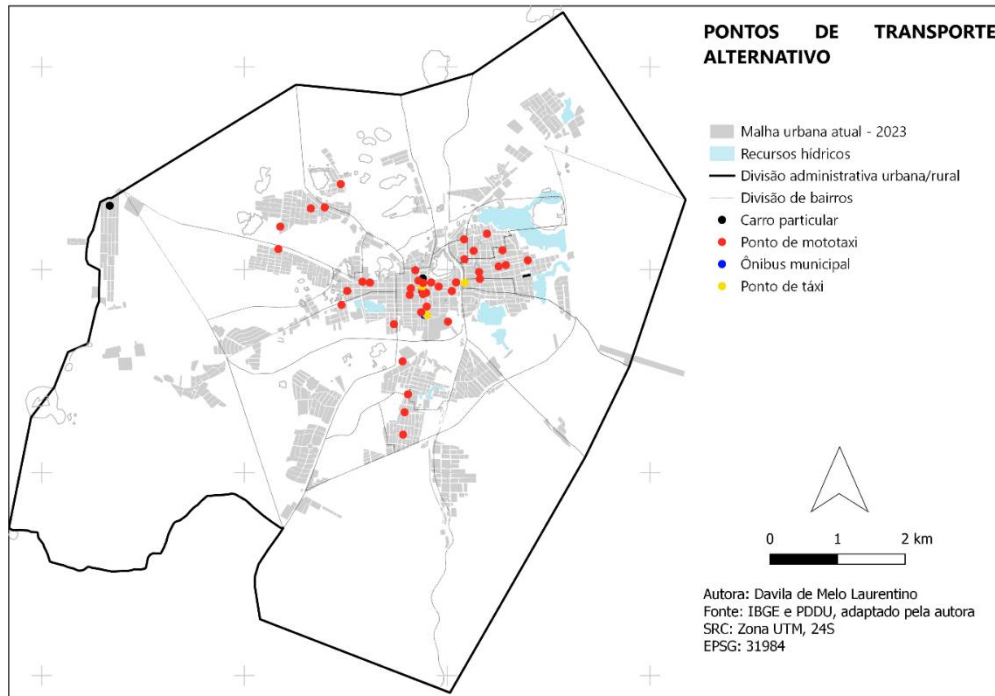 PONTOS DE TRANSPORTE
ALTERNATIVO
Malha urbana atual - 2023
Recursos hídricos
Divisão administrativa urbana/rural
Divisão de bairros
Carro particular
Ponto de mototaxi
Ônibus municipal
Ponto de táxi
0 1 2 km
Autora: Davila de Melo Laurentino
Fonte: IBGE e PDDU, adaptado pela autora
SRC: Zona UTM, 24S
EPSG: 31984